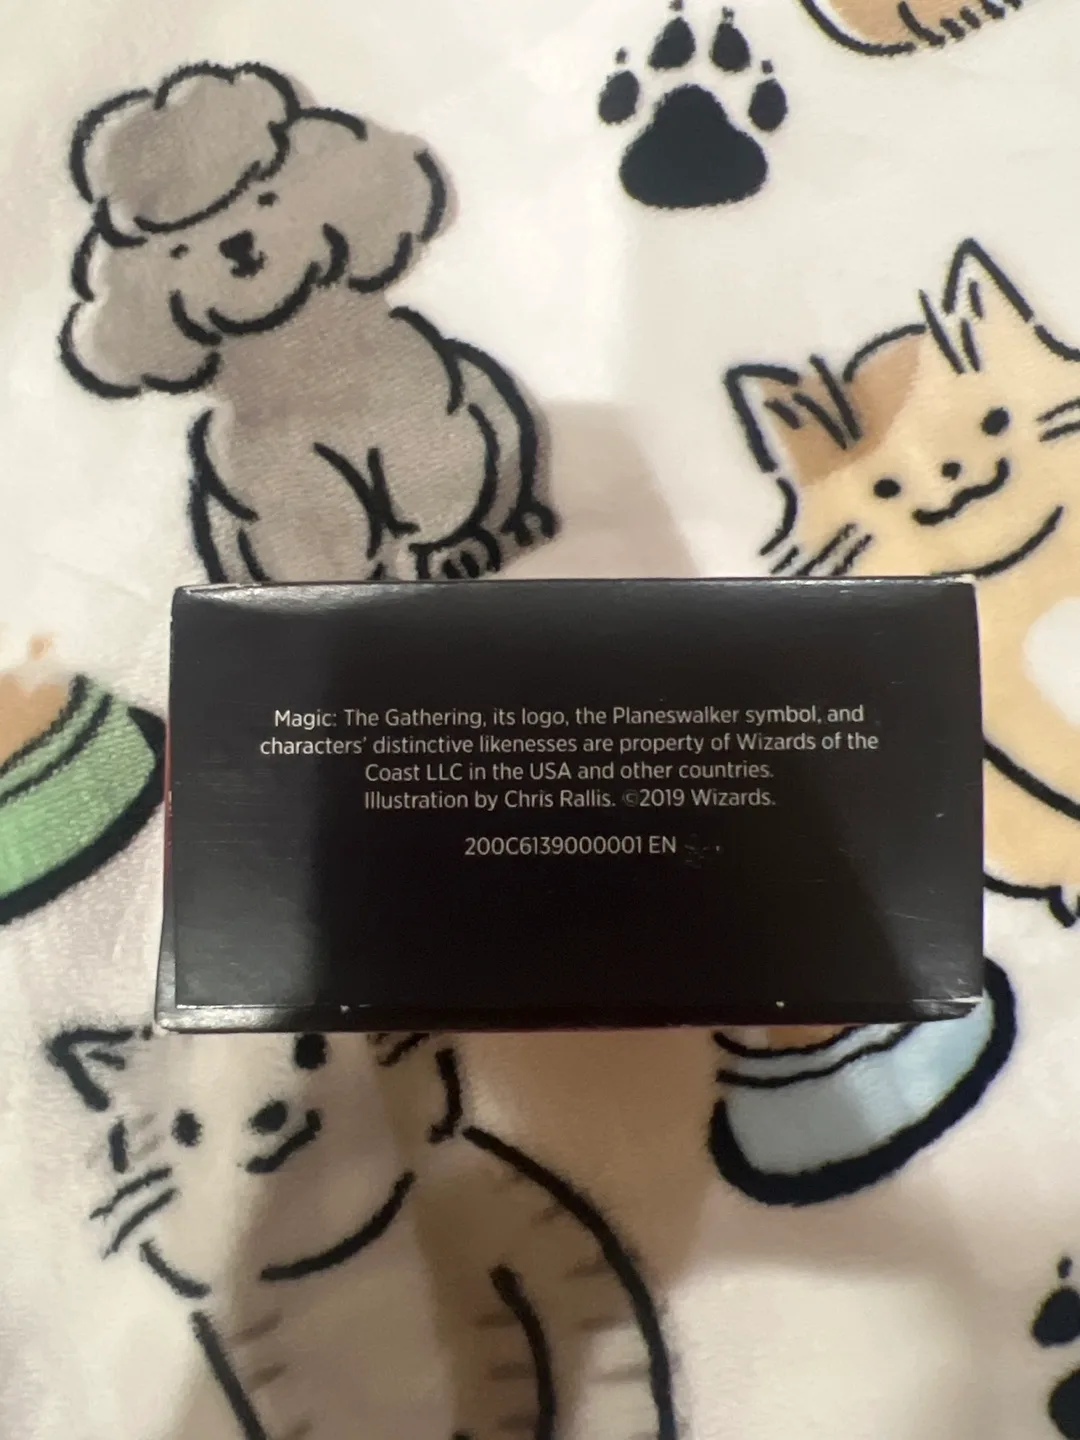 Magic: The Gathering, its logo, the Planeswalker symbol, and
characters' distinctive likenesses are property of Wizards of the
Coast LLC in the USA and other countries.
Illustration by Chris Rallis. ©2019 Wizards.
200C6139000001 EN